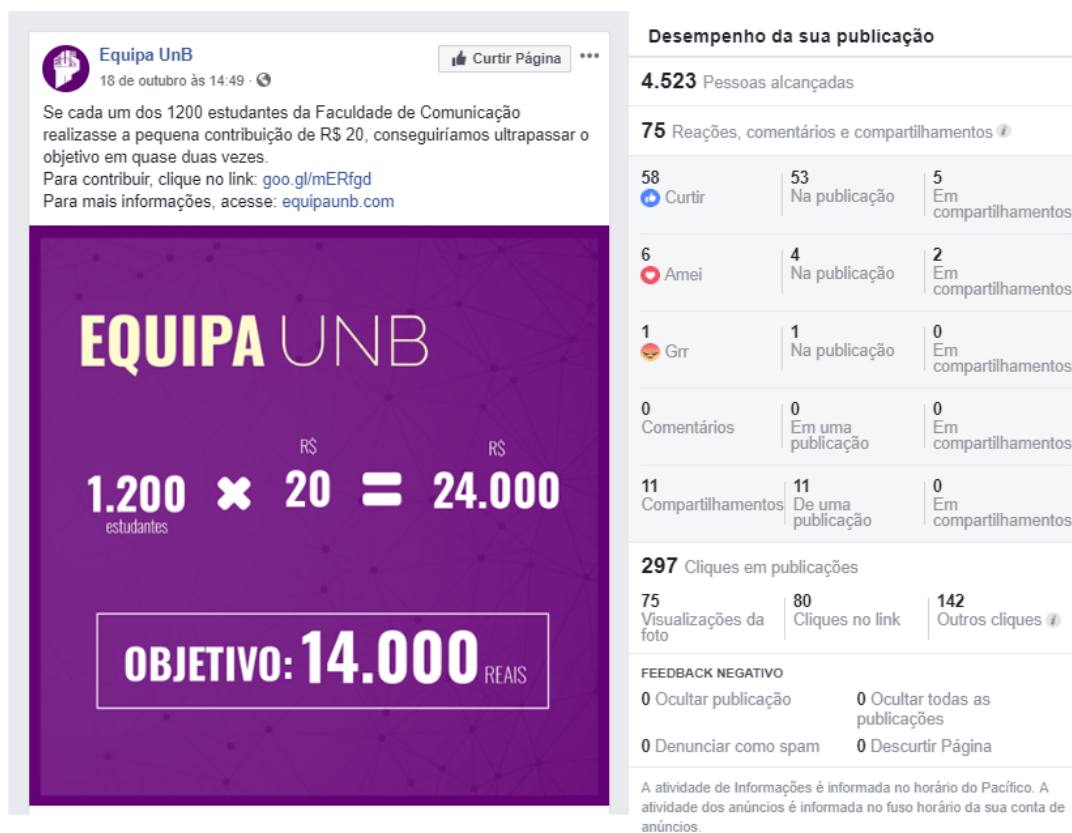 Equipa UnB
Curtir Página
18 de outubro às 14:49
Se cada um dos 1200 estudantes da Faculdade de Comunicação
realizasse a pequena contribuição de R$ 20, conseguiríamos ultrapassar o
objetivo em quase duas vezes.
Para contribuir, clique no link: goo.gl/mERfgd
Para mais informações, acesse: equipaunb.com
EQUIPA UNB
R$ R$
1.200 × 20 = 24.000
estudantes
OBJETIVO: 14.000 REAIS
Desempenho da sua publicação
4.523 Pessoas alcançadas
75 Reações, comentários e compartilhamentos
58 53 5
Curtir Na publicação Em
compartilhamentos
6 4 2
Amei Na publicação Em
compartilhamentos
1 1 0
Grr Na publicação Em
compartilhamentos
0 0 0
Comentários Em uma Em
publicação compartilhamentos
11 11 0
Compartilhamentos De uma Em
publicação compartilhamentos
297 Cliques em publicações
75 80 142
Visualizações da Cliques no link Outros cliques
foto
FEEDBACK NEGATIVO
0 Ocultar publicação 0 Ocultar todas as
publicações
0 Denunciar como spam 0 Descurtir Página
A atividade de Informações é informada no horário do Pacífico. A
atividade dos anúncios é informada no fuso horário da sua conta de
anúncios.